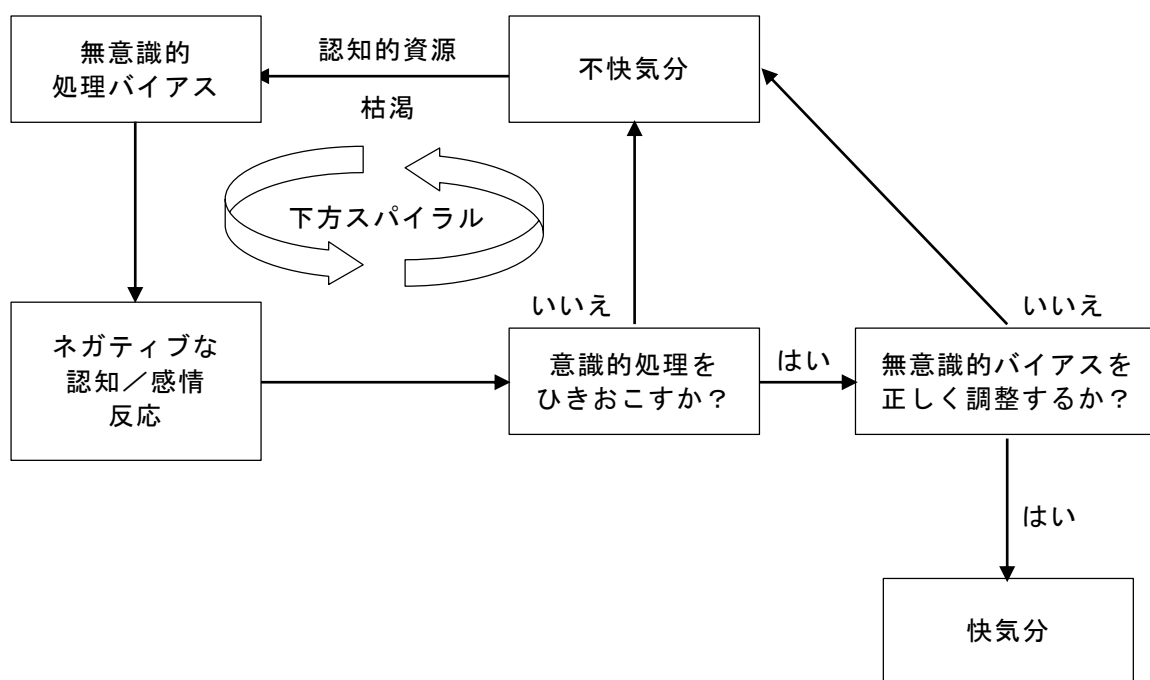 無意識的
処理バイアス
認知的資源
枯渇
不快気分
下方スパイラル
ネガティブな
認知／感情
反応
いいえ
意識的処理を
ひきおこすか？
はい
いいえ
無意識的バイアスを
正しく調整するか？
はい
快気分